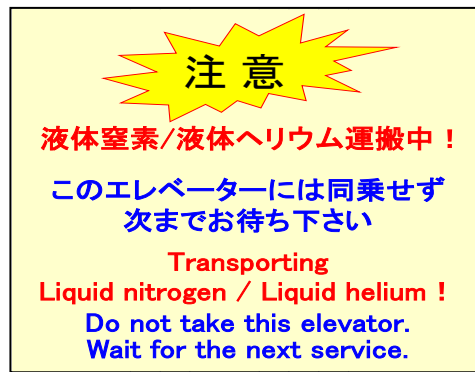 注 意
液体窒素/液体ヘリウム運搬中！
このエレベーターには同乗せず
次までお待ち下さい
Transporting
Liquid nitrogen / Liquid helium！
Do not take this elevator.
Wait for the next service.